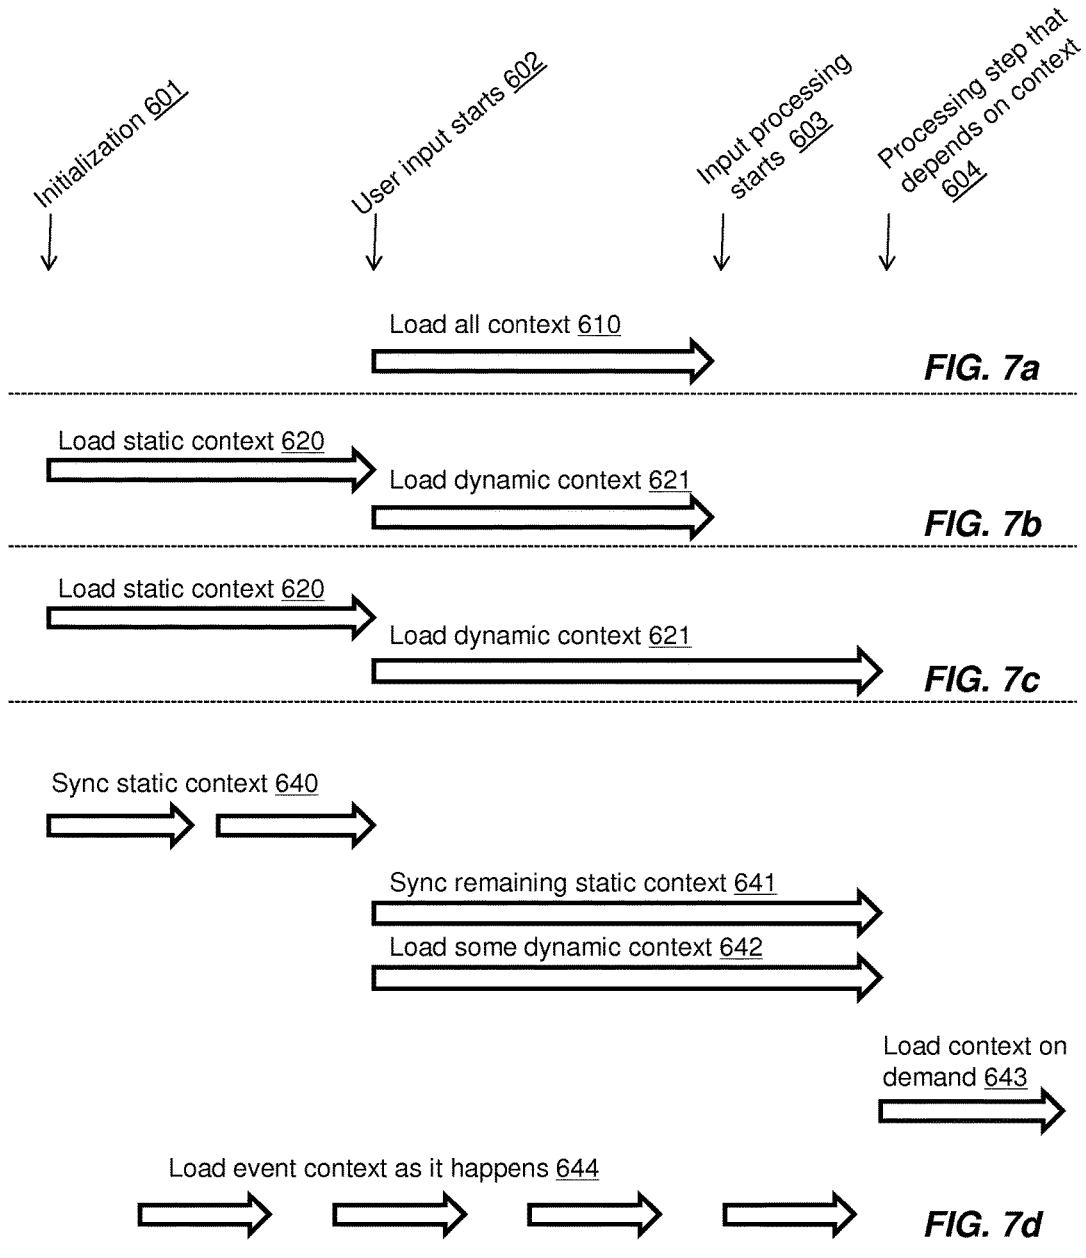 Initialization 601
User input starts 602
Input processing
starts 603
Processing step that
depends on context
604
Load all context 610
FIG. 7a
Load static context 620
Load dynamic context 621
FIG. 7b
Load static context 620
Load dynamic context 621
FIG. 7c
Sync static context 640
Sync remaining static context 641
Load some dynamic context 642
Load context on
demand 643
Load event context as it happens 644
FIG. 7d